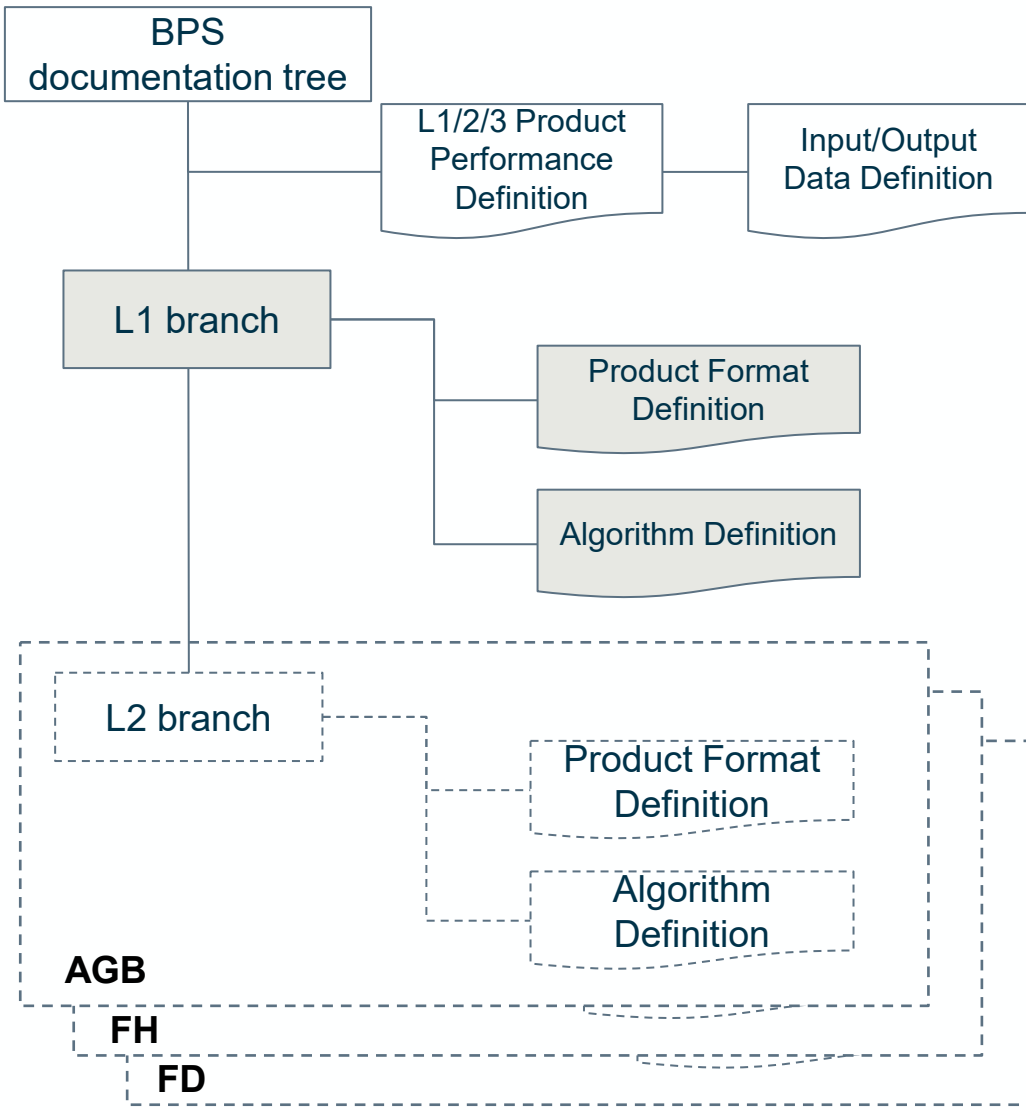 BPS
documentation tree
L1/2/3 Product
Performance
Definition
Input/Output
Data Definition
L1 branch
Product Format
Definition
Algorithm Definition
L2 branch
Product Format
Definition
Algorithm
Definition
AGB
FH
FD